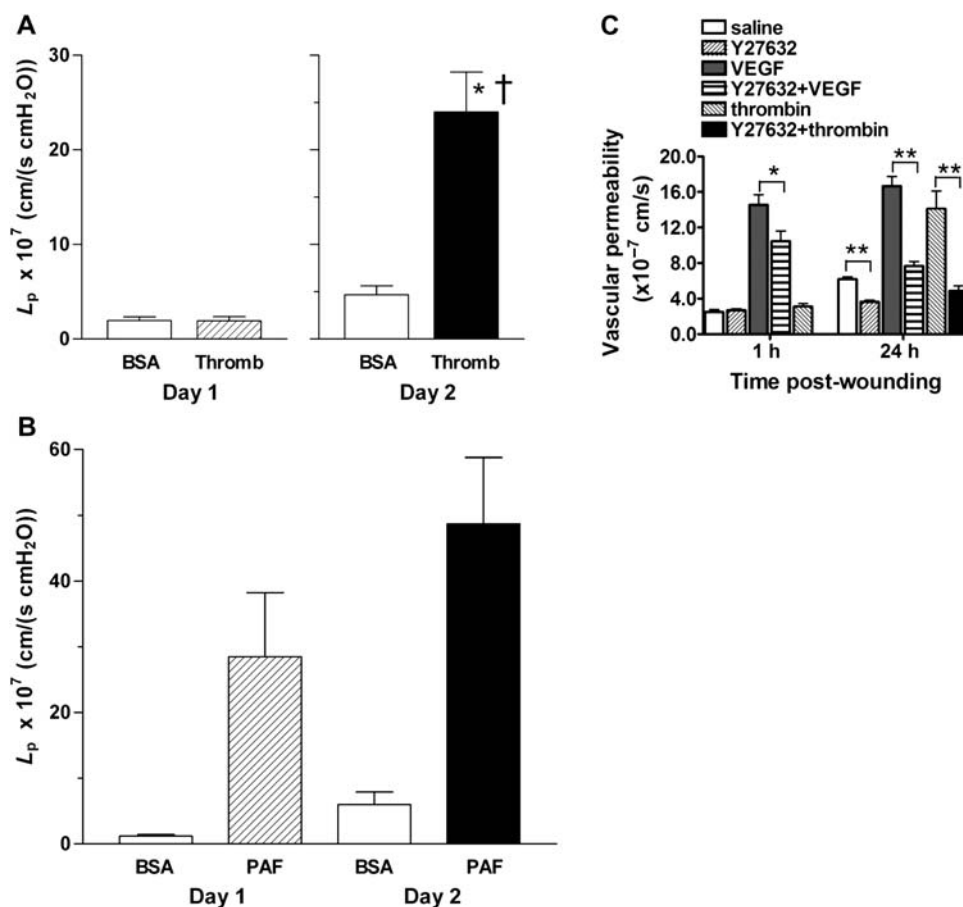 A
30
20
10
0
L_p x 10^7 (cm/(s cmH₂O))
* †
BSA Thromb BSA Thromb
Day 1 Day 2
B
60
40
20
0
L_p x 10^7 (cm/(s cmH₂O))
BSA PAF BSA PAF
Day 1 Day 2
C
saline
Y27632
VEGF
Y27632+VEGF
thrombin
Y27632+thrombin
20.0
16.0
12.0
8.0
4.0
0.0
Vascular permeability
(x10⁻⁷ cm/s)
* ** ** **
1 h 24 h
Time post-wounding